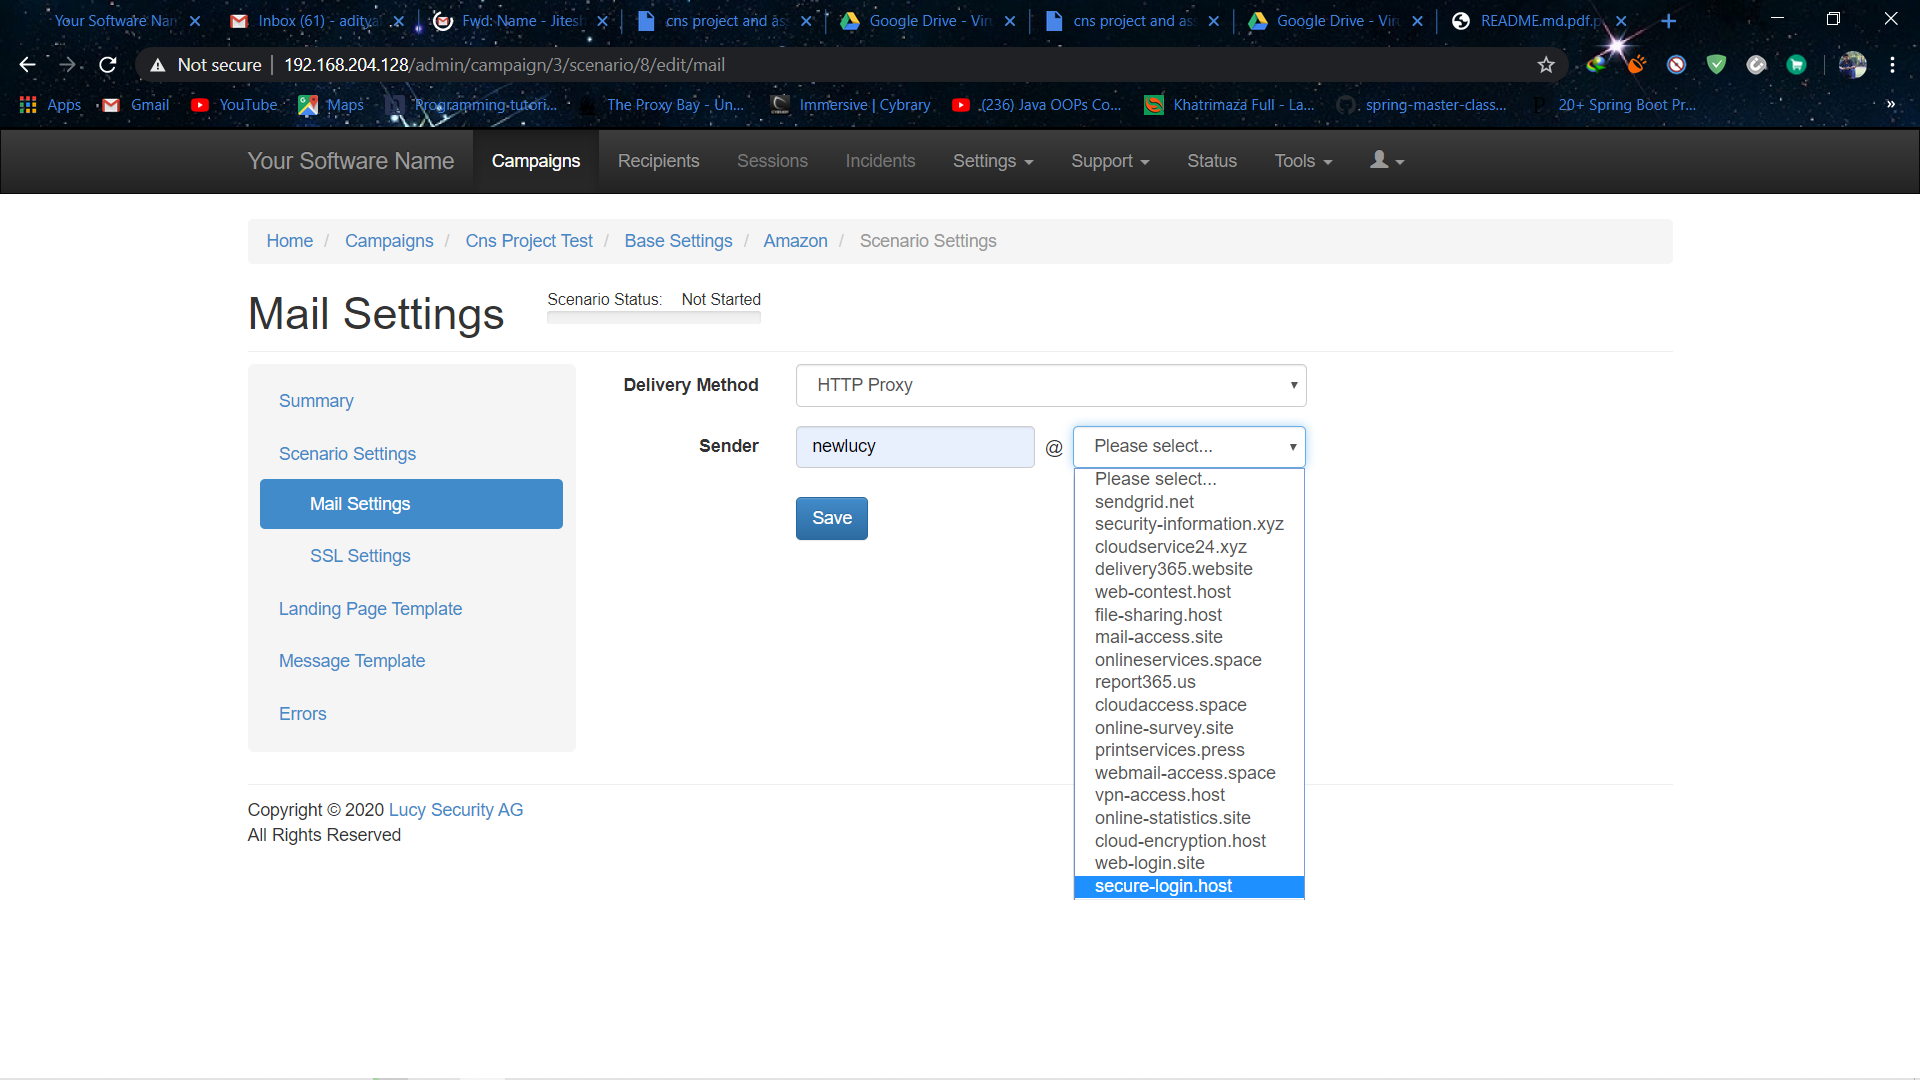 Your Software Nam
Inbox (61) - aditya
Fwd: Name - Jitesh
cns project and as
Google Drive - Viru
cns project and as
Google Drive - Viru
README.md.pdf.p
Not secure | 192.168.204.128/admin/campaign/3/scenario/8/edit/mail
Apps
Gmail
YouTube
Maps
Programming-tutori...
The Proxy Bay - Un...
Immersive | Cybrary
(236) Java OOPs Co...
Khatrimaza Full - La...
spring-master-class...
20+ Spring Boot Pr...
»
Your Software Name
Campaigns
Recipients
Sessions
Incidents
Settings
Support
Status
Tools
Home / Campaigns / Cns Project Test / Base Settings / Amazon / Scenario Settings
Mail Settings
Scenario Status: Not Started
Summary
Scenario Settings
Mail Settings
SSL Settings
Landing Page Template
Message Template
Errors
Delivery Method HTTP Proxy
Sender newlucy @ Please select...
Please select...
sendgrid.net
security-information.xyz
cloudservice24.xyz
delivery365.website
web-contest.host
file-sharing.host
mail-access.site
onlineservices.space
report365.us
cloudaccess.space
online-survey.site
printservices.press
webmail-access.space
vpn-access.host
online-statistics.site
cloud-encryption.host
web-login.site
secure-login.host
Save
Copyright © 2020 Lucy Security AG
All Rights Reserved